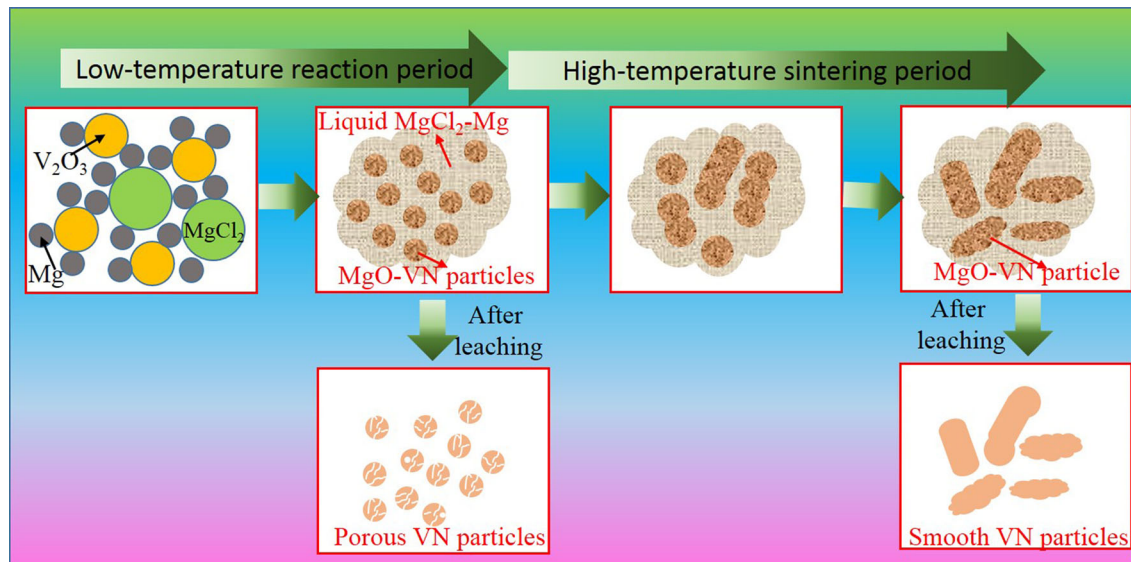 Low-temperature reaction period
High-temperature sintering period
V₂O₃
MgCl₂
Mg
Liquid MgCl₂-Mg
MgO-VN particles
MgO-VN particle
After
leaching
After
leaching
Porous VN particles
Smooth VN particles